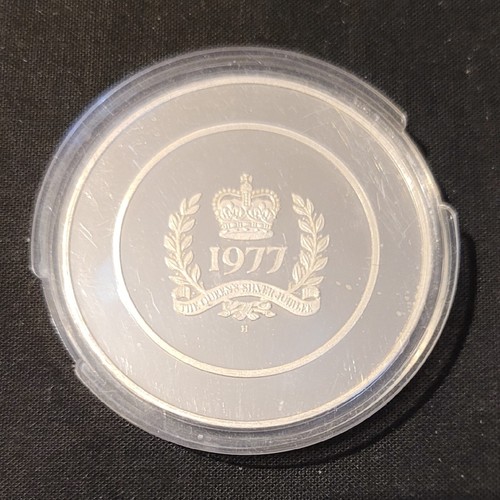 1977
THE QUEEN'S SILVER JUBILEE
H